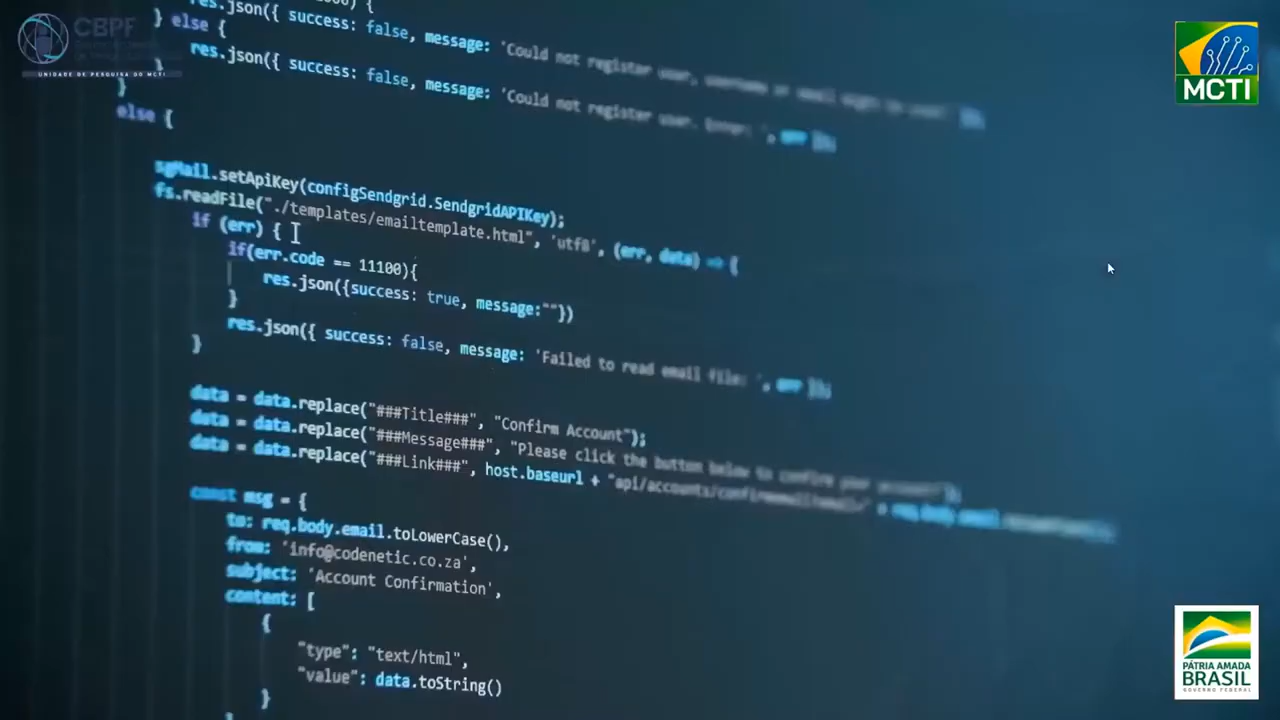 CBPF
UNIDADE DE PESQUISA DO MCTI
MCTI
res.json({ success: false, message: 'Could not register user, username or email
} else {
res.json({ success: false, message: 'Could not register user. Error: ', err });
}
else {
sgMail.setApiKey(configSendgrid.SendgridAPIKey);
fs.readFile("./templates/emailtemplate.html", 'utf8', (err, data) => {
if (err) {
if(err.code == 11100){
res.json({success: true, message:""})
}
res.json({ success: false, message: 'Failed to read email file: ', err });
}
data = data.replace("###Title###", "Confirm Account");
data = data.replace("###Message###", "Please click the button below to confirm your account");
data = data.replace("###Link###", host.baseurl + "api/accounts/
const msg = {
to: req.body.email.toLowerCase(),
from: 'info@codenetic.co.za',
subject: 'Account Confirmation',
content: [
{
"type": "text/html",
"value": data.toString()
}
PÁTRIA AMADA
BRASIL
GOVERNO FEDERAL